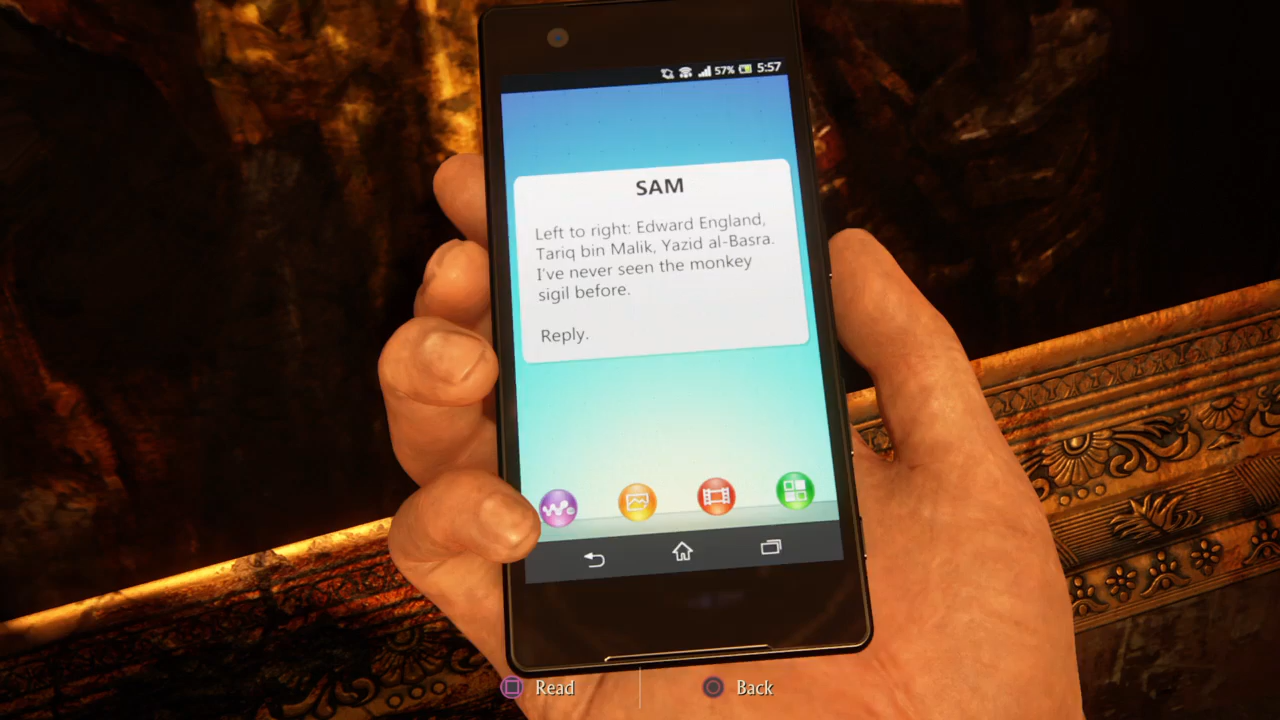 57% 5:57
SAM
Left to right: Edward England,
Tariq bin Malik, Yazid al-Basra.
I've never seen the monkey
sigil before.
Reply.
Read Back